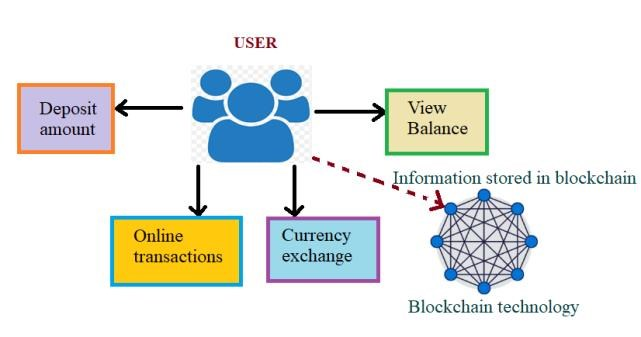 USER
Deposit
amount
View
Balance
Information stored in blockchain
Online
transactions
Currency
exchange
Blockchain technology